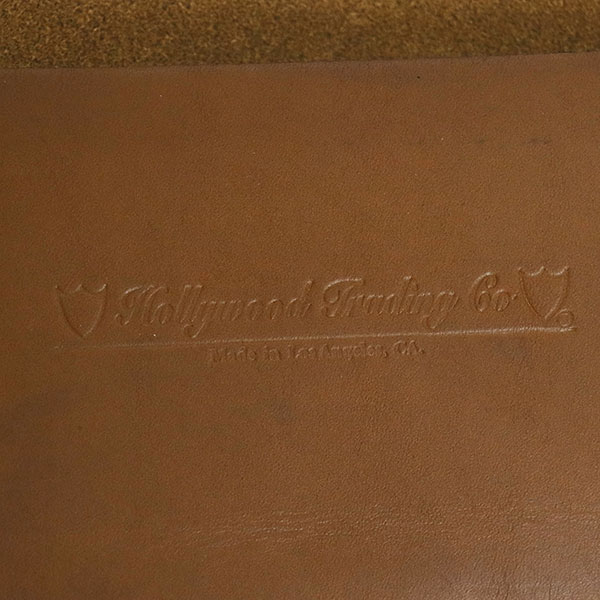 Hollywood Trading Co.
Made in Los Angeles, CA.